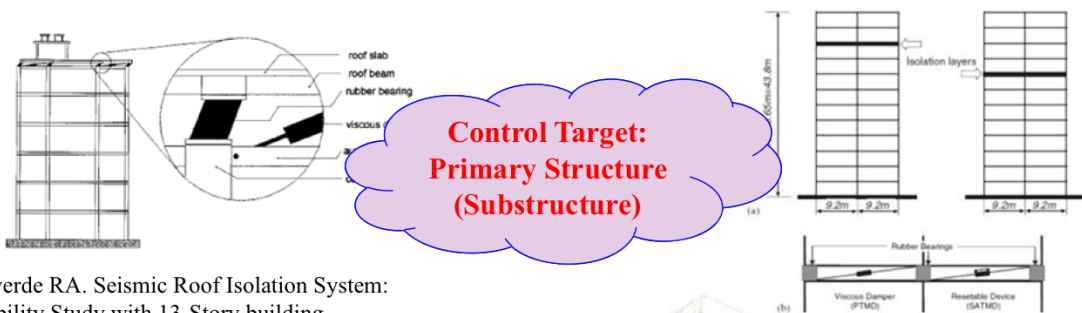 roof slab
roof beam
rubber bearing
viscous
Control Target:
Primary Structure
(Substructure)
65m=43.8m
Isolation layers
9.2m
9.2m
9.2m
9.2m
(a)
Rubber Bearings
Viscous Damper
(PTMD)
Resetable Device
(SATMD)
(b)
verde RA. Seismic Roof Isolation System:
bility Study with 13-Story building